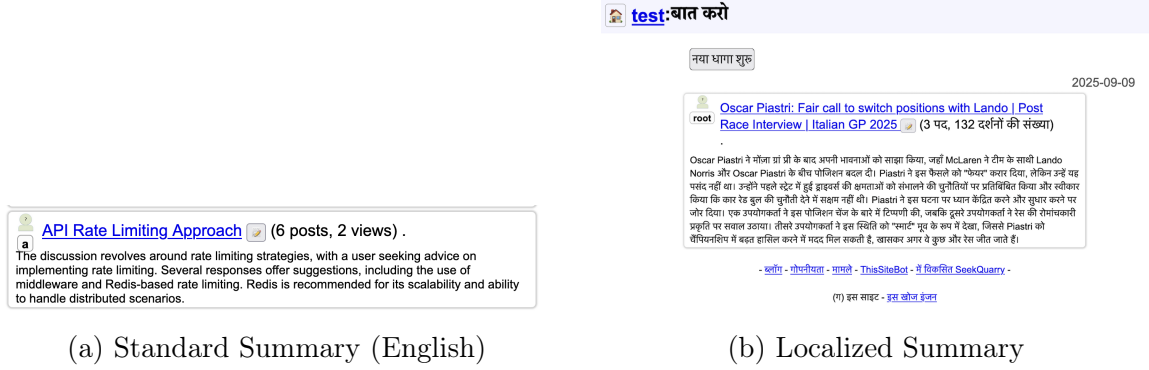 API Rate Limiting Approach (6 posts, 2 views) .
a
The discussion revolves around rate limiting strategies, with a user seeking advice on
implementing rate limiting. Several responses offer suggestions, including the use of
middleware and Redis-based rate limiting. Redis is recommended for its scalability and ability
to handle distributed scenarios.
(a) Standard Summary (English)
test:बात करो
नया धागा शुरू
2025-09-09
root
Oscar Piastri: Fair call to switch positions with Lando | Post
Race Interview | Italian GP 2025 (3 पद, 132 दर्शनों की संख्या)
.
Oscar Piastri ने मोंज़ा ग्रां प्री के बाद अपनी भावनाओं को साझा किया, जहाँ McLaren ने टीम के साथी Lando
Norris और Oscar Piastri के बीच पोजिशन बदल दी। Piastri ने इस फैसले को "फेयर" करार दिया, लेकिन उन्हें यह
पसंद नहीं था। उन्होंने पहले स्ट्रेट में हुई ड्राइवर्स की क्षमताओं को संभालने की चुनौतियों पर प्रतिबिंबित किया और स्वीकार
किया कि कार रेड बुल की चुनौती देने में सक्षम नहीं थी। Piastri ने इस घटना पर ध्यान केंद्रित करने और सुधार करने पर
जोर दिया। एक उपयोगकर्ता ने इस पोजिशन चेंज के बारे में टिप्पणी की, जबकि दूसरे उपयोगकर्ता ने रेस की रोमांचकारी
प्रकृति पर सवाल उठाया। तीसरे उपयोगकर्ता ने इस स्थिति को "स्मार्ट" मूव के रूप में देखा, जिससे Piastri को
चैंपियनशिप में बढ़त हासिल करने में मदद मिल सकती है, खासकर अगर वे कुछ और रेस जीत जाते हैं।
- ब्लॉग - गोपनीयता - मामले - ThisSiteBot - में विकसित SeekQuarry -
(ग) इस साइट - इस खोज इंजन
(b) Localized Summary